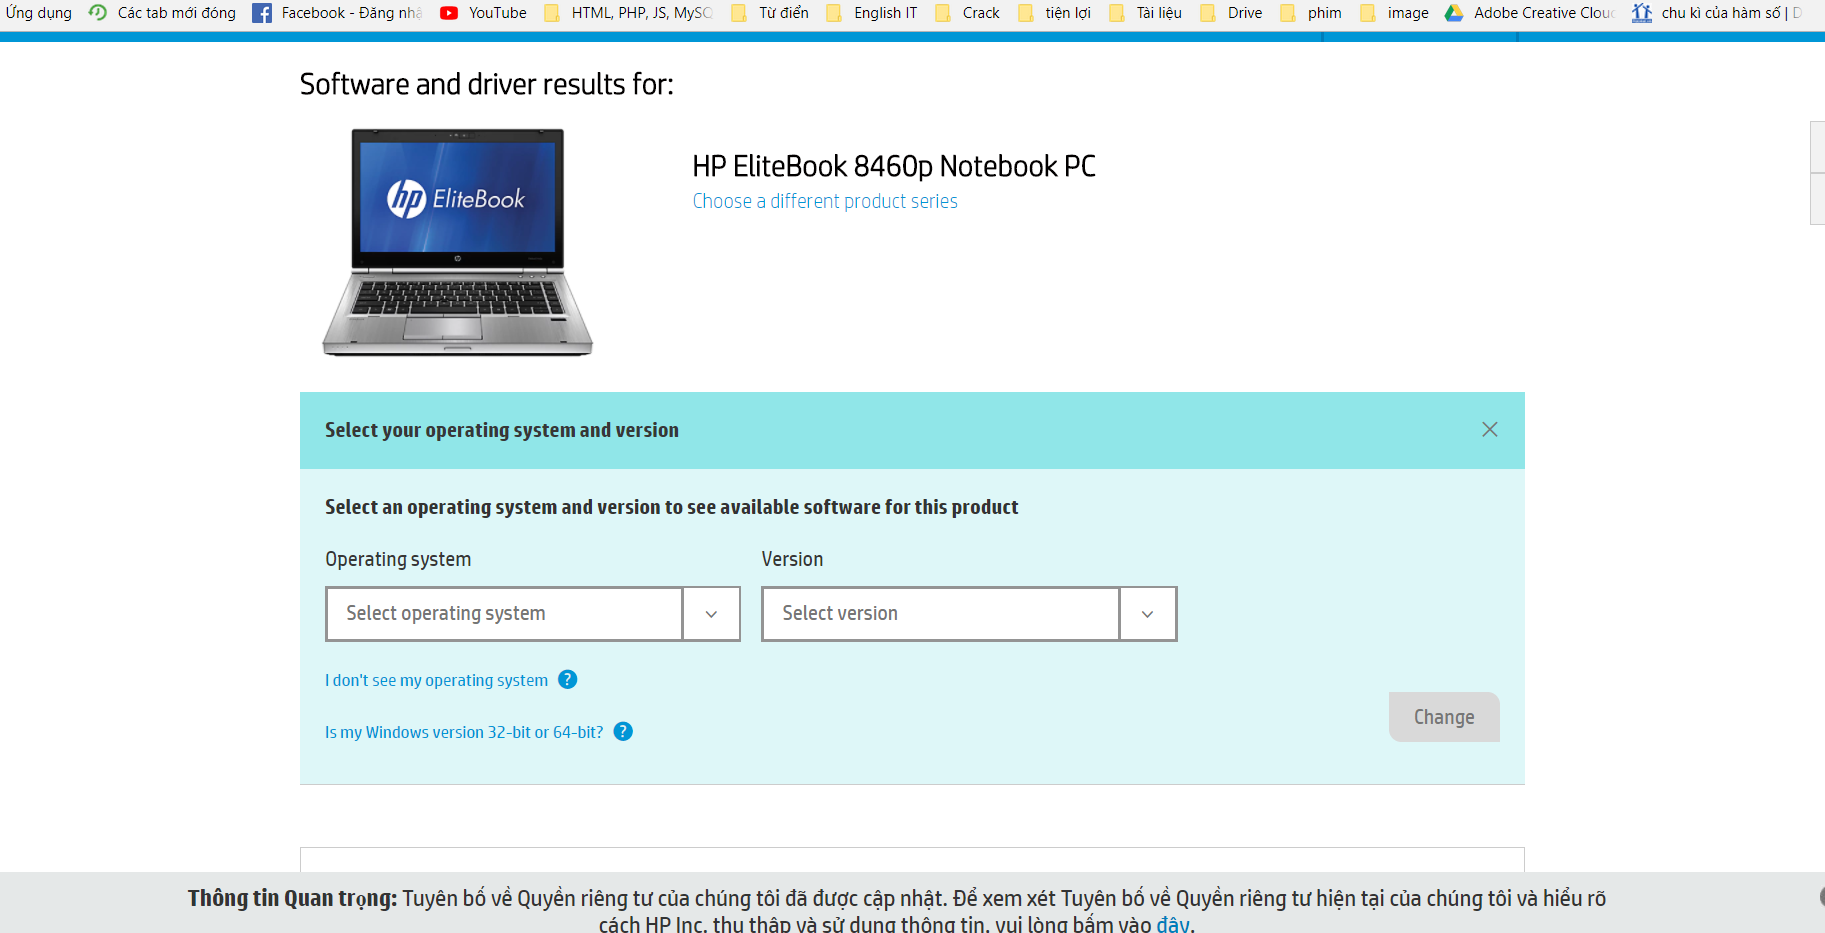 Ứng dụng Các tab mới đóng Facebook - Đăng nhậ YouTube HTML, PHP, JS, MySQ Từ điển English IT Crack tiện lợi Tài liệu Drive phim image Adobe Creative Clou chu kì của hàm số | D
Software and driver results for:
hp EliteBook
HP EliteBook 8460p Notebook PC
Choose a different product series
Select your operating system and version
Select an operating system and version to see available software for this product
Operating system Version
Select operating system Select version
I don't see my operating system ?
Is my Windows version 32-bit or 64-bit? ?
Change
Thông tin Quan trọng: Tuyên bố về Quyền riêng tư của chúng tôi đã được cập nhật. Để xem xét Tuyên bố về Quyền riêng tư hiện tại của chúng tôi và hiểu rõ
cách HP Inc. thu thập và sử dụng thông tin, vui lòng bấm vào đây.